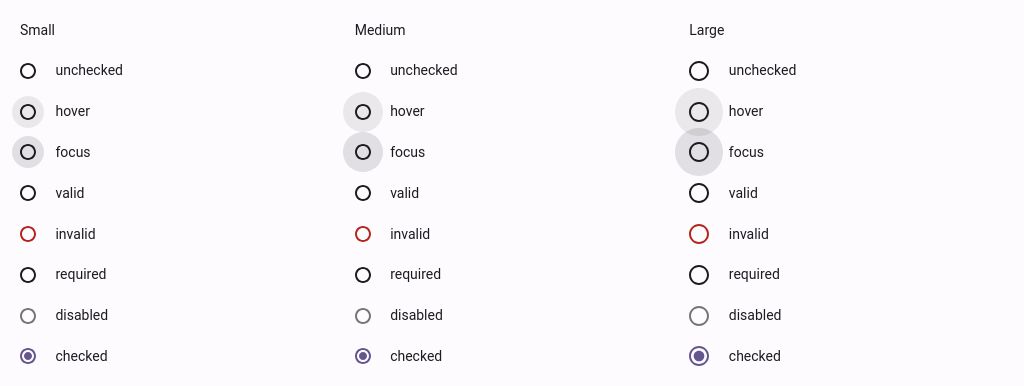 Small
unchecked
hover
focus
valid
invalid
required
disabled
checked
Medium
unchecked
hover
focus
valid
invalid
required
disabled
checked
Large
unchecked
hover
focus
valid
invalid
required
disabled
checked